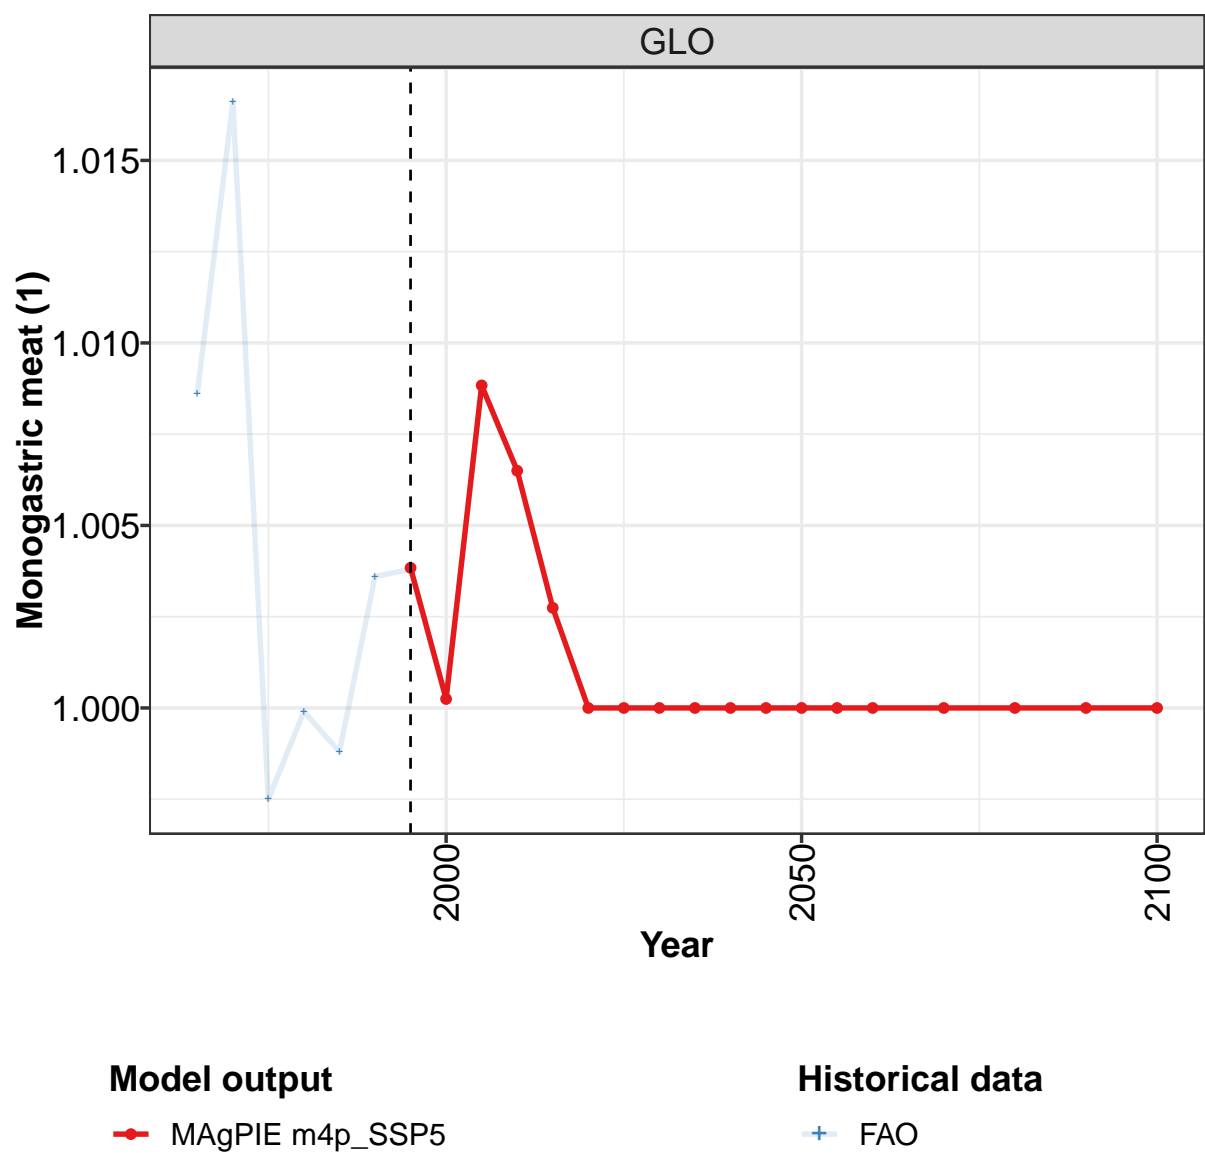 GLO
Monogastric meat (1)
1.015
1.010
1.005
1.000
2000
2050
2100
Year
Model output
MAgPIE m4p_SSP5
Historical data
FAO